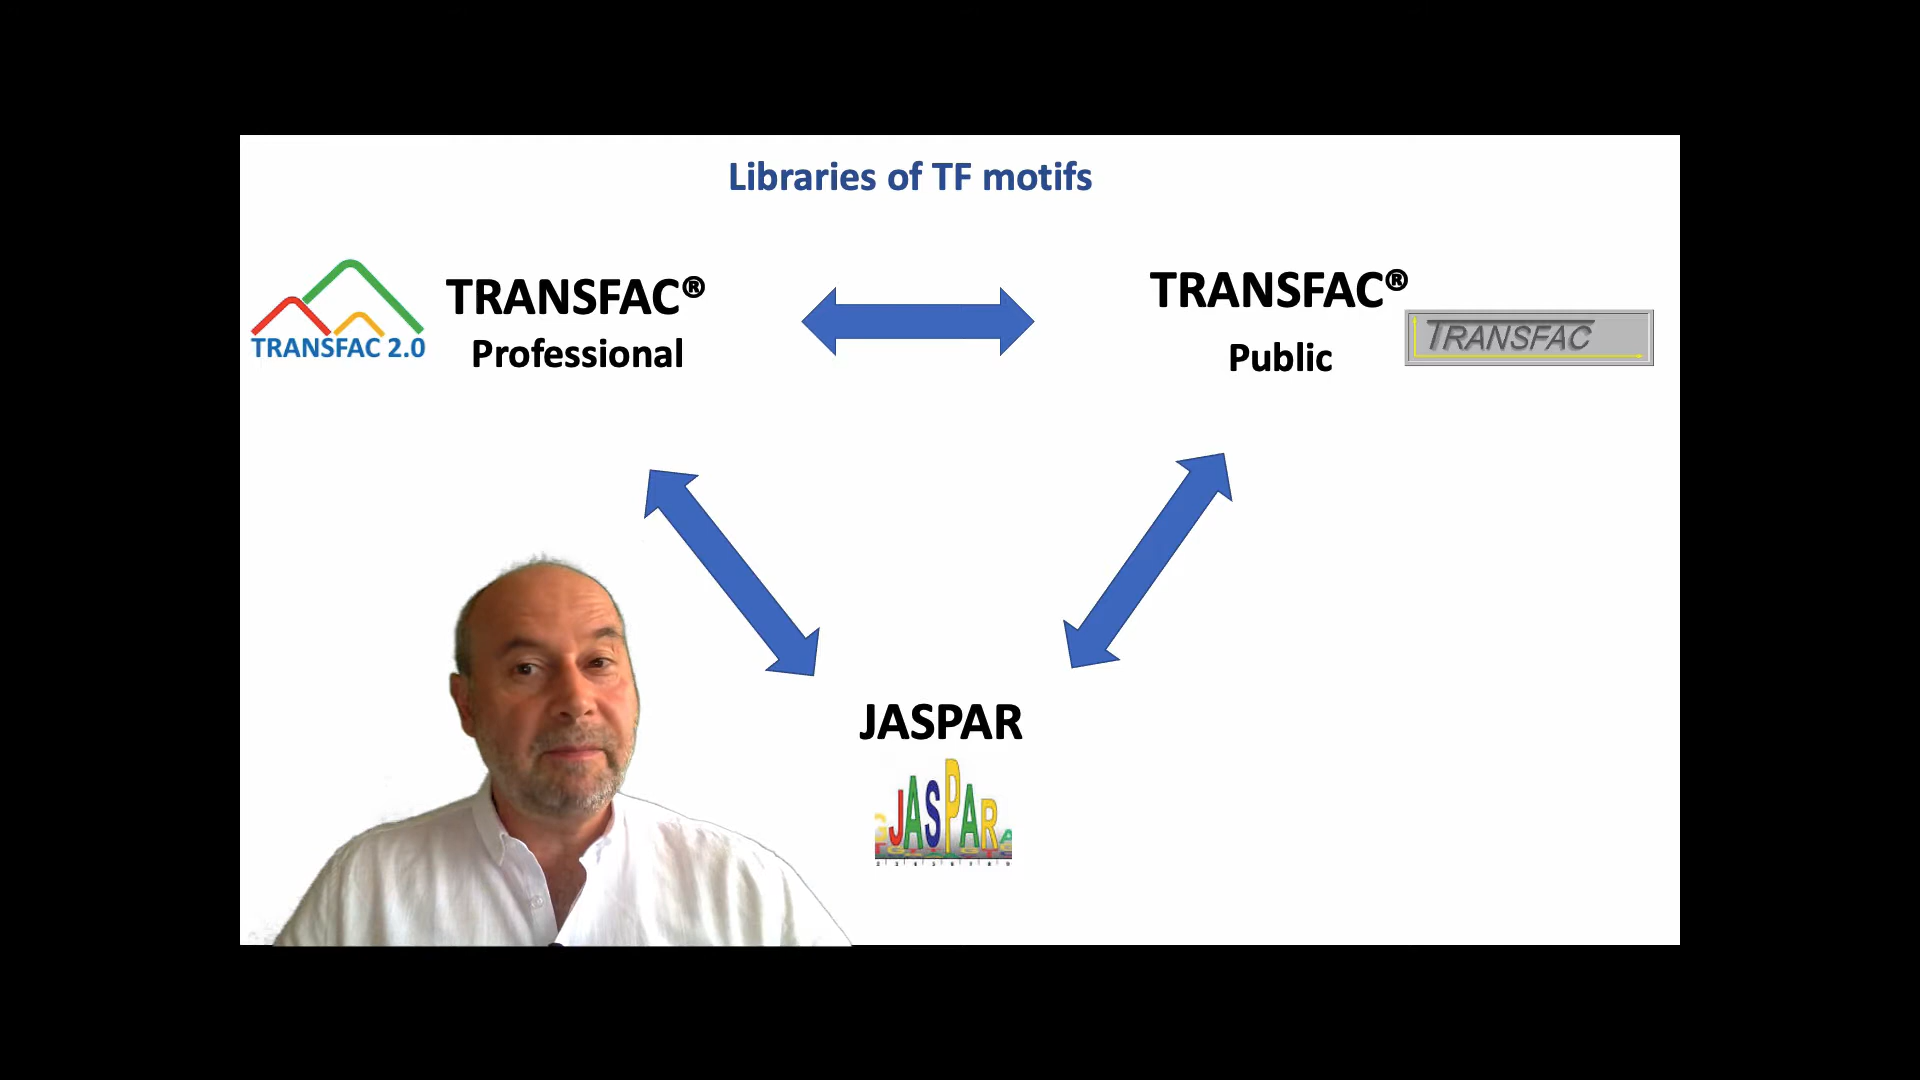 Libraries of TF motifs
TRANSFAC 2.0
TRANSFAC®
Professional
TRANSFAC®
Public
TRANSFAC
JASPAR
JASPAR